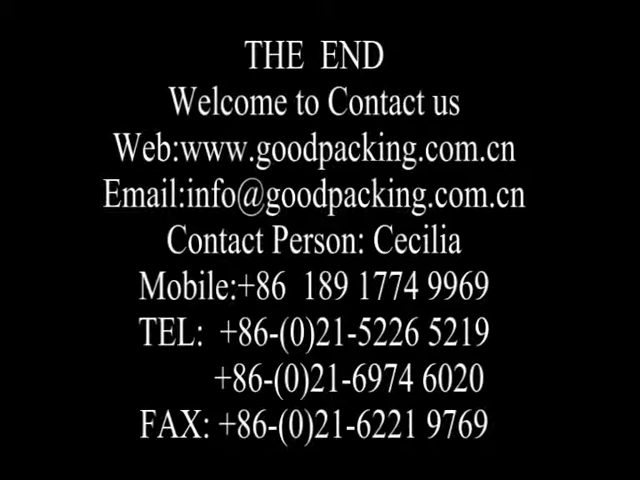 THE  END
Welcome to Contact us
Web:www.goodpacking.com.cn
Email:info@goodpacking.com.cn
Contact Person: Cecilia
Mobile:+86  189 1774 9969
TEL:  +86-(0)21-5226 5219
+86-(0)21-6974 6020
FAX: +86-(0)21-6221 9769